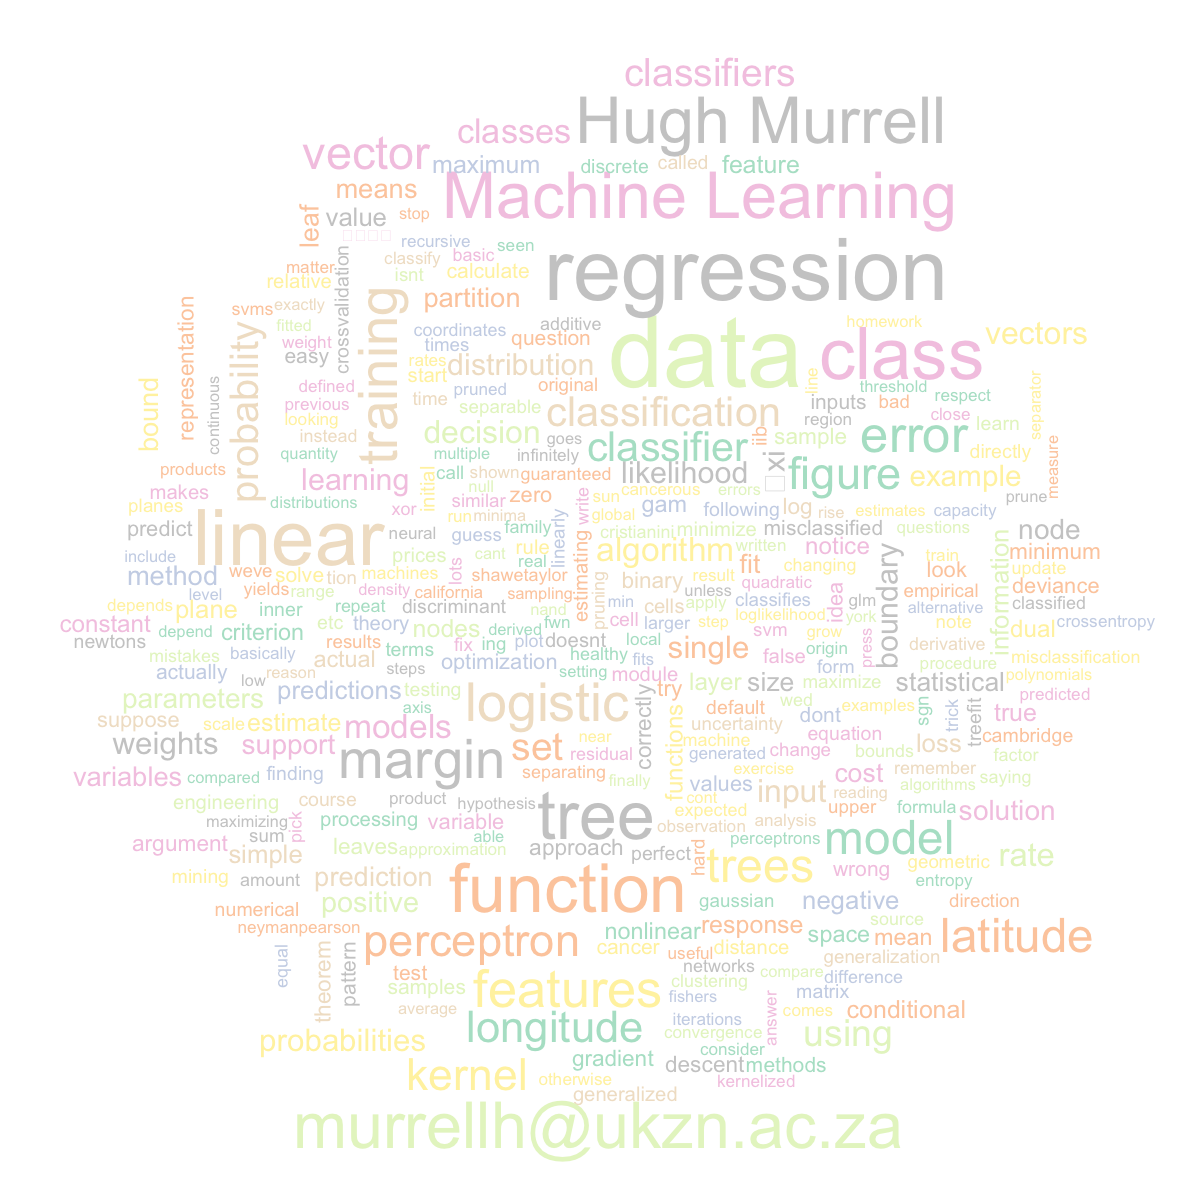 classifiers
Hugh Murrell
classes
vector
maximum
discrete
called
feature
means
Machine Learning
leaf
value
stop
recursive
seen
matter
classify
basic
relative
isnt
calculate
crossvalidation
regression
representation
svms
exactly
partition
training
fitted
weight
easy
coordinates
times
additive
question
data
homework
class
vectors
probability
continuous
bound
defined
previous
looking
instead
quantity
rates
start
time
distribution
pruned
separable
original
classification
line
inputs
region
bad
threshold
respect
close
learn
separator
measure
products
makes
planes
predict
include
distributions
decision
multiple
goes
infinitely
classifier
iib
sample
error
directly
learning
initial
call
shown
null
guaranteed
likelihood
xi
figure
example
prune
xor
similar
zero
sun
cancerous
errors
linear
neural
run
minima
family
linearly
estimating
write
global
gam
following
log
rise
estimates
capacity
guess
cristianini
minimize
misclassified
questions
node
prices
cant
real
rule
algorithm
written
notice
method
level
weve
yields
solve
range
tion
machines
density
lots
california
shawetaylor
sampling
pruning
binary
result
fit
changing
quadratic
train
look
update
minimum
deviance
information
empirical
boundary
depends
plane
inner
repeat
discriminant
nand
min
cells
apply
unless
classifies
idea
glm
alternative
classified
constant
newtons
depend
criterion
etc
theory
nodes
derived
fwn
larger
step
loglikelihood
york
note
dual
crossentropy
cell
svm
grow
press
mistakes
basically
results
terms
fix
ing
plot
doesnt
local
single
false
origin
derivative
actually
low
reason
actual
steps
optimization
healthy
fits
form
procedure
misclassification
setting
module
layer
size
maximize
statistical
polynomials
predicted
parameters
predictions
testing
axis
logistic
correctly
try
default
wed
examples
sgn
trick
treefit
true
suppose
scale
estimate
models
near
functions
uncertainty
dont
equation
cambridge
weights
support
margin
set
residual
machine
generated
change
bounds
loss
factor
variables
compared
finding
separating
finally
cont
exercise
values
cost
remember
saying
algorithms
engineering
course
product
hypothesis
expected
input
reading
upper
formula
solution
maximizing
pick
processing
variable
able
tree
observation
analysis
argument
sum
simple
leaves
approximation
approach
perfect
hard
perceptrons
model
rate
mining
amount
prediction
function
trees
wrong
geometric
entropy
numerical
positive
gaussian
negative
direction
neymanpearson
perceptron
nonlinear
response
source
space
mean
latitude
equal
theorem
pattern
test
cancer
useful
distance
generalization
samples
networks
clustering
compare
difference
average
features
fishers
matrix
longitude
iterations
answer
comes
conditional
probabilities
convergence
using
gradient
consider
kernel
otherwise
descent
methods
kernelized
generalized
murrellh@ukzn.ac.za